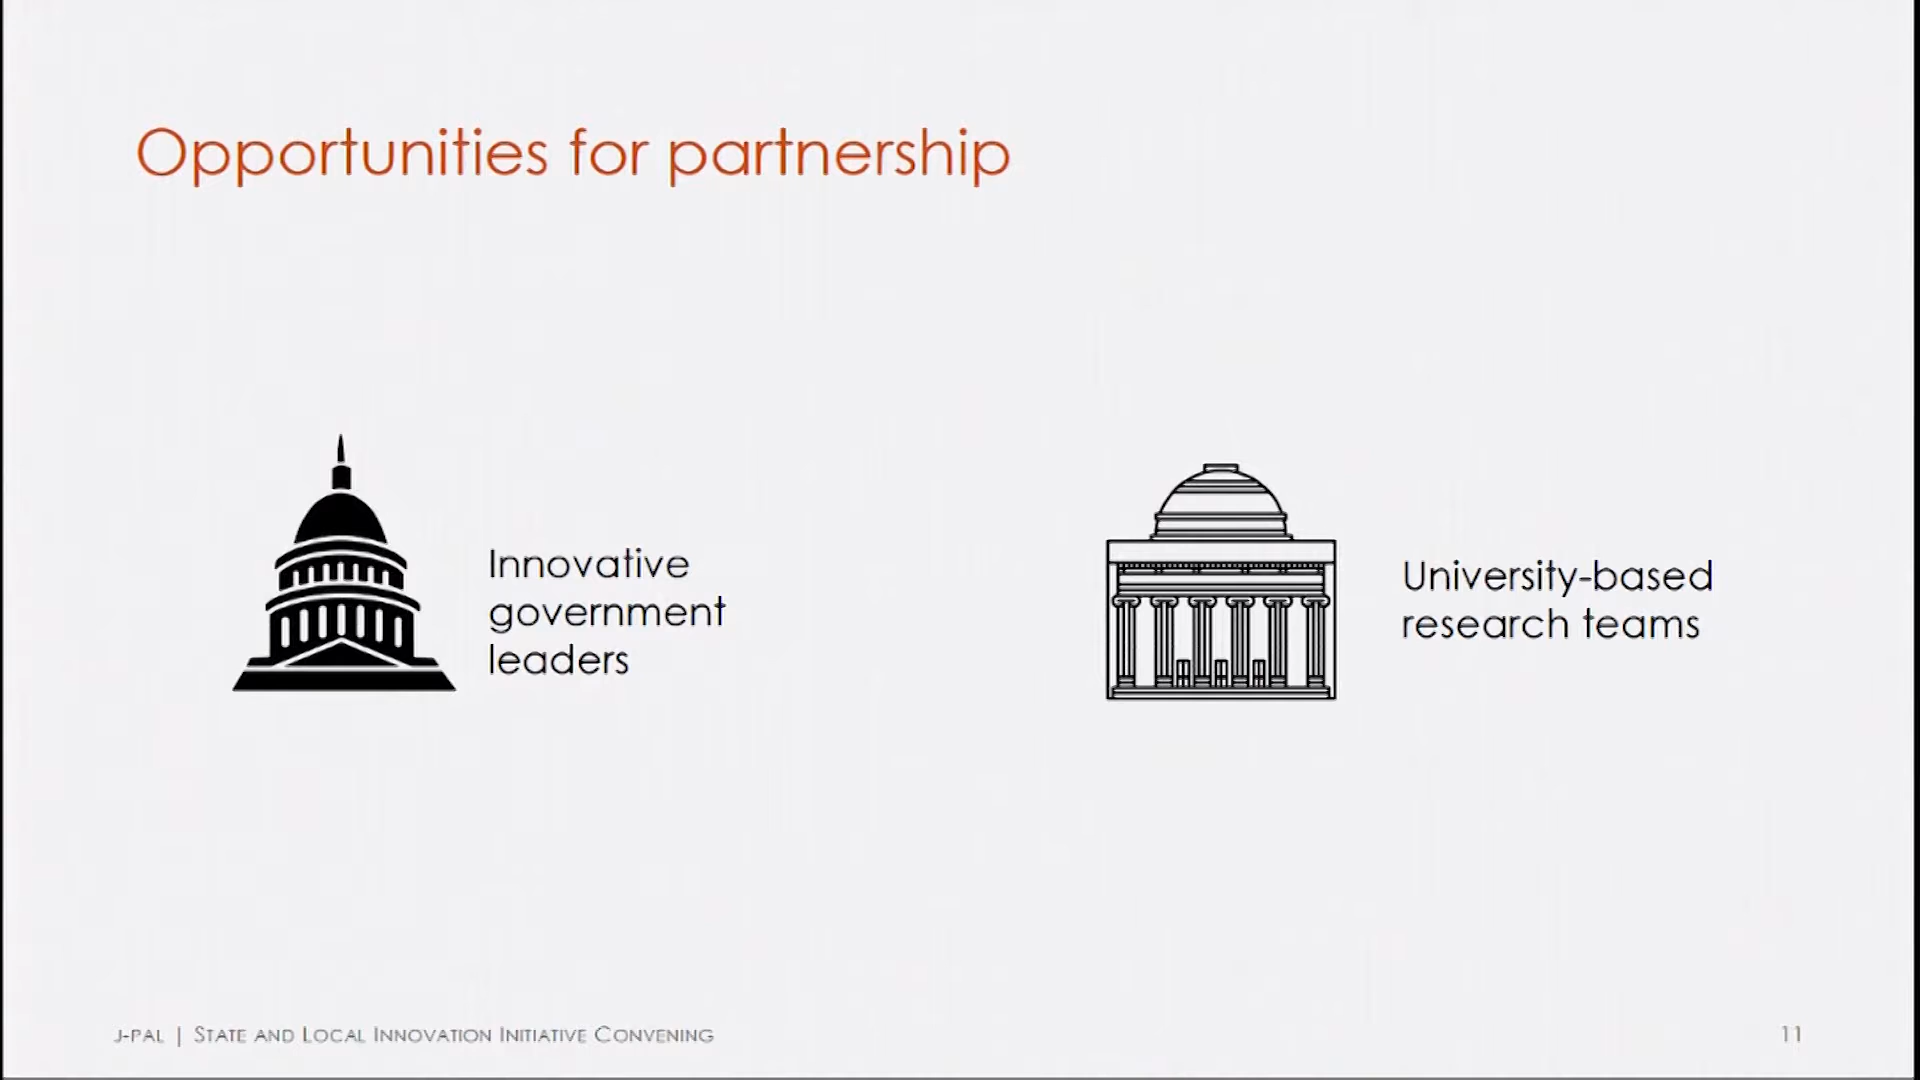 Opportunities for partnership
Innovative
government
leaders
University-based
research teams
J-PAL | STATE AND LOCAL INNOVATION INITIATIVE CONVENING
11